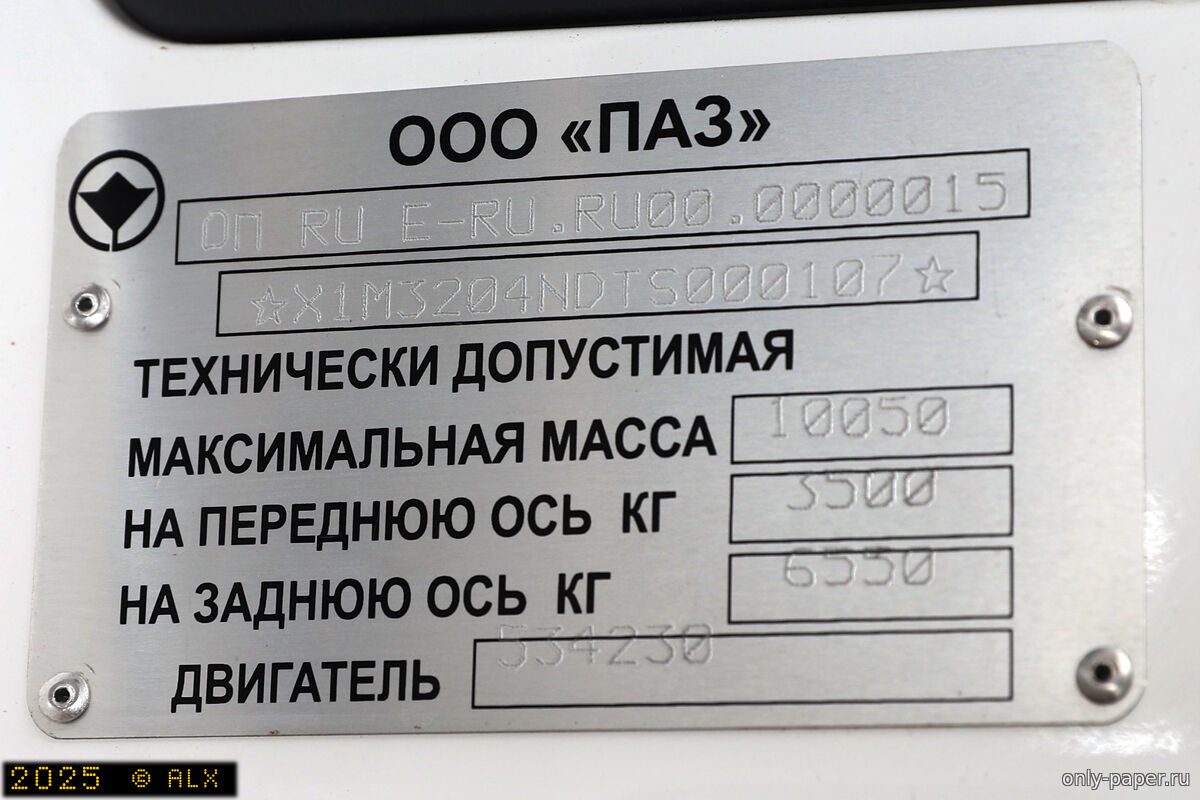 ООО «ПАЗ»
ОП RU E-RU.RU00.0000015
☆X1M3204NDTS000107☆
ТЕХНИЧЕСКИ ДОПУСТИМАЯ
МАКСИМАЛЬНАЯ МАССА 10050
НА ПЕРЕДНЮЮ ОСЬ КГ 3500
НА ЗАДНЮЮ ОСЬ КГ 6550
ДВИГАТЕЛЬ 534230
2025 © ALX
only-paper.ru